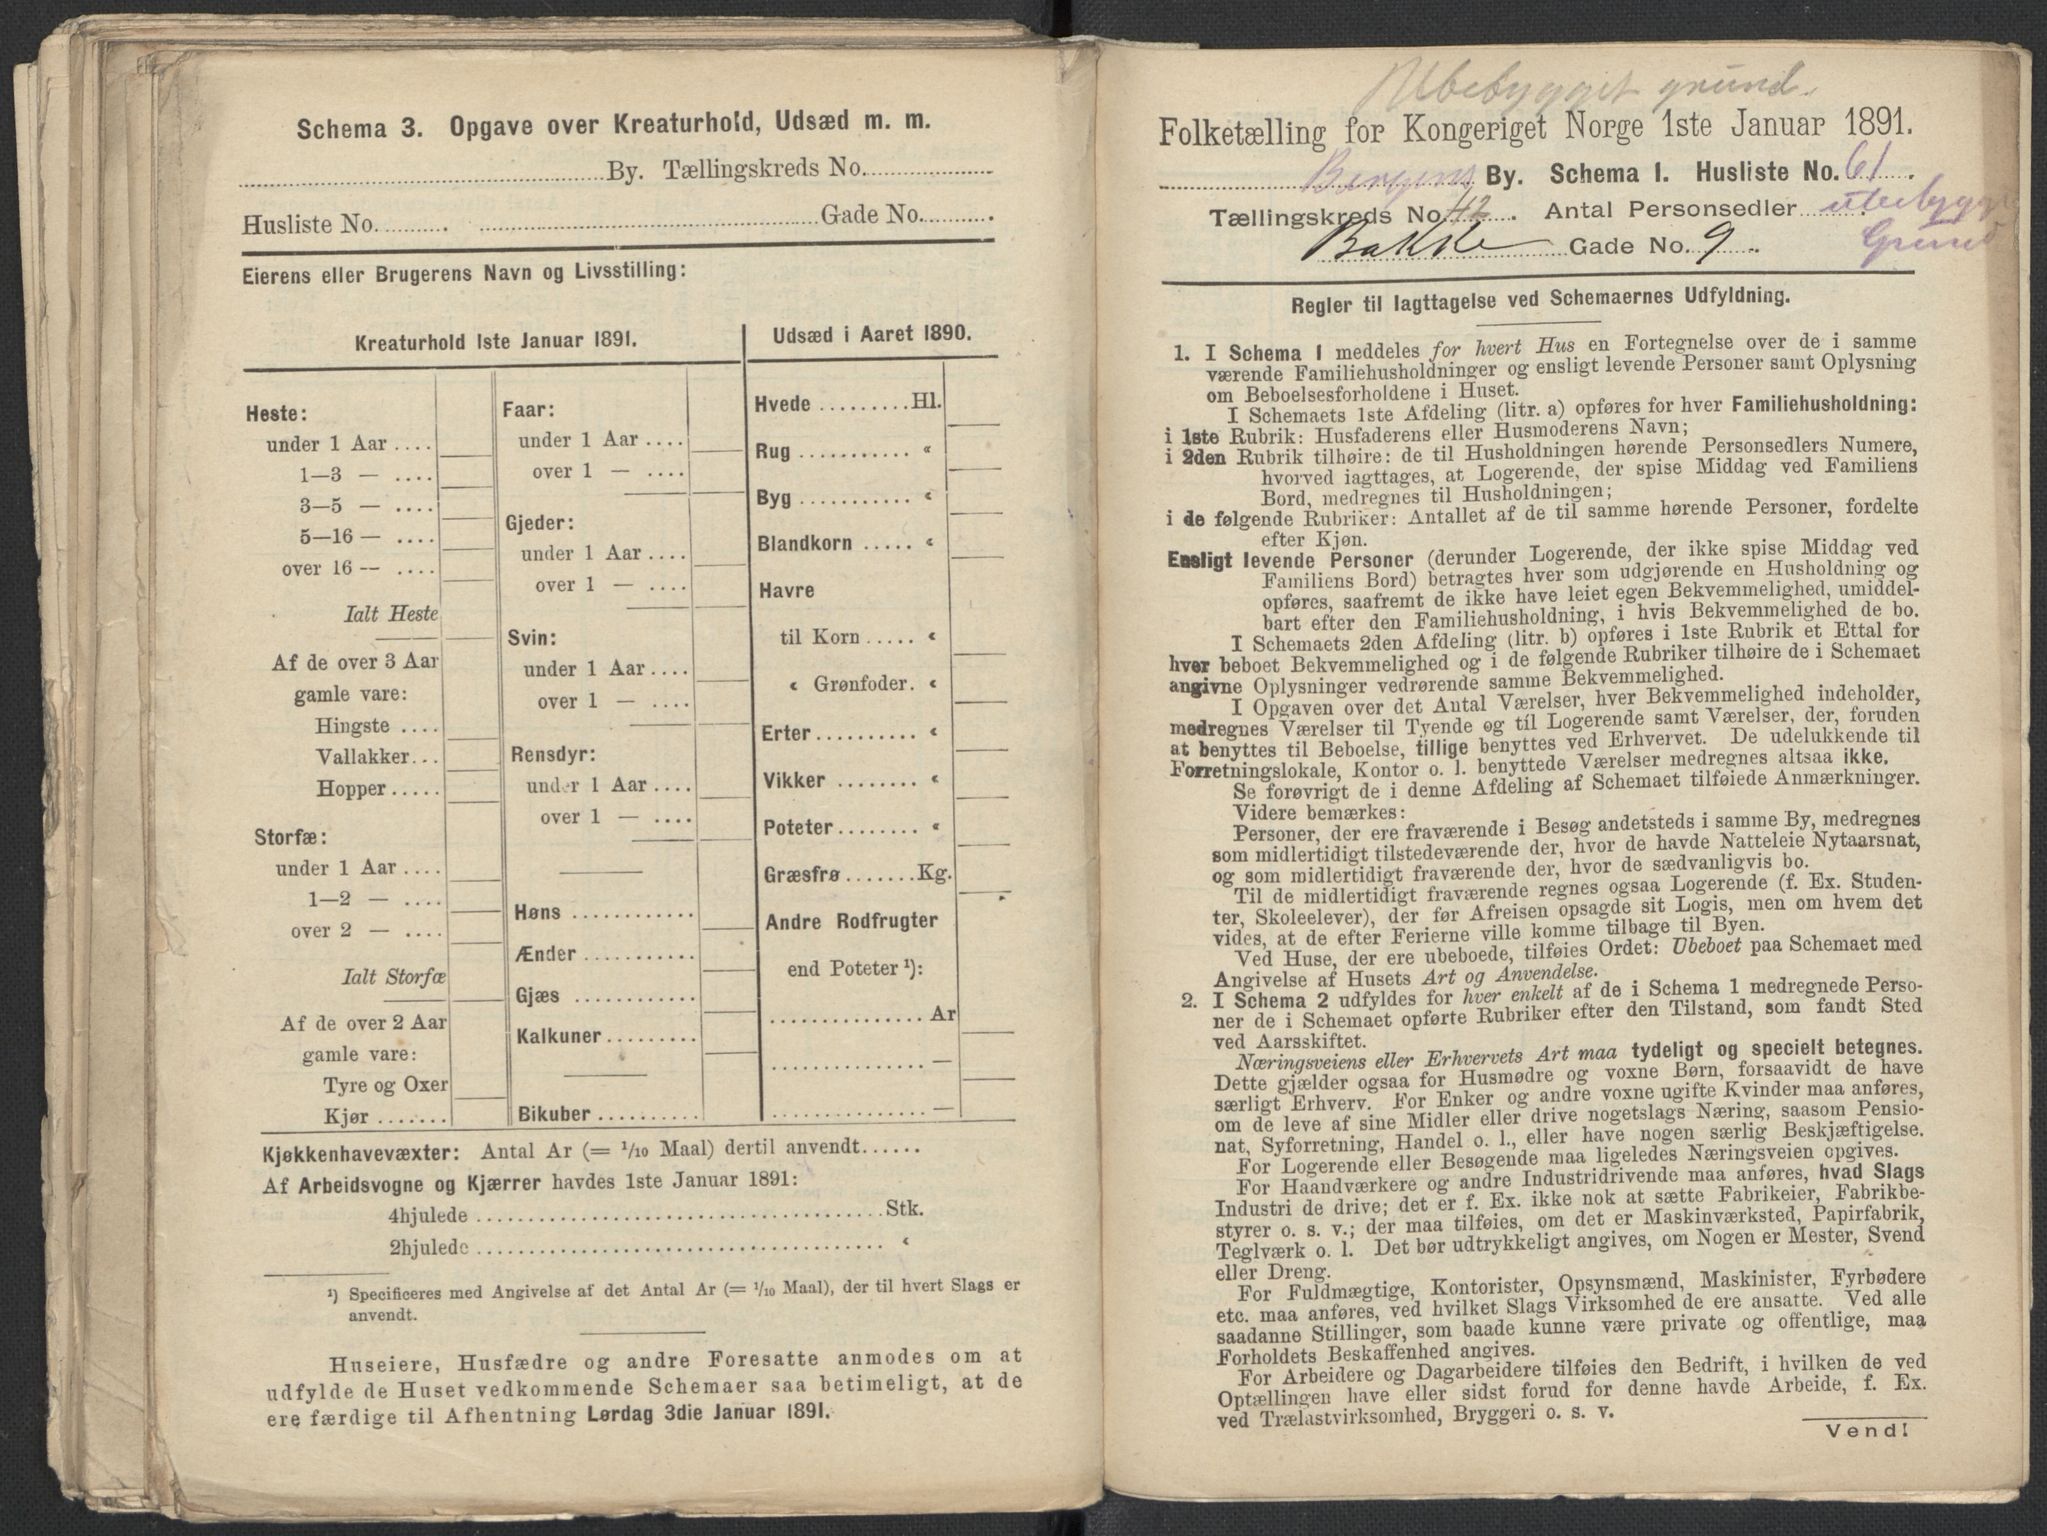 Schema 3. Opgave over Kreaturhold, Udsæd m. m.
By. Tællingskreds No.
Husliste No. Gade No.
Eierens eller Brugerens Navn og Livsstilling:
Kreaturhold 1ste Januar 1891.
Heste:
under 1 Aar ....
1—3 — ....
3—5 — ....
5—16 — ....
over 16 — ....
Ialt Heste
Af de over 3 Aar
gamle vare:
Hingste ....
Vallakker...
Hopper.....
Storfæ:
under 1 Aar ....
1—2 — ....
over 2 — ....
Ialt Storfæ
Af de over 2 Aar
gamle vare:
Tyre og Oxer
Kjør .......
Faar:
under 1 Aar ....
over 1 — ....
Gjeder:
under 1 Aar ....
over 1 — ....
Svin:
under 1 Aar ....
over 1 — ....
Rensdyr:
under 1 Aar ....
over 1 — ....
Høns ............
Ænder ...........
Gjæs ............
Kalkuner.........
Bikuber ..........
Udsæd i Aaret 1890.
Hvede .........Hl.
Rug ........... “
Byg ........... “
Blandkorn ..... “
Havre
til Korn ..... “
“ Grønfoder. “
Erter.......... “
Vikker ........ “
Poteter........ “
Græsfrø .......Kg.
Andre Rodfrugter
end Poteter ¹):
............... Ar
............... —
............... —
Kjøkkenhavevæxter: Antal Ar (= 1/10 Maal) dertil anvendt......
Af Arbeidsvogne og Kjærrer havdes 1ste Januar 1891:
4hjulede ......................................Stk.
2hjulede ...................................... “
¹) Specificeres med Angivelse af det Antal Ar (= 1/10 Maal), der til hvert Slags er
anvendt.
Huseiere, Husfædre og andre Foresatte anmodes om at
udfylde de Huset vedkommende Schemaer saa betimeligt, at de
ere færdige til Afhentning Lørdag 3die Januar 1891.
Ubebygget grund.
Folketælling for Kongeriget Norge 1ste Januar 1891.
Bergens By. Schema 1. Husliste No. 61
Tællingskreds No. 42. Antal Personsedler ubebygget
Bakke Gade No. 9. Grund
Regler til Iagttagelse ved Schemaernes Udfyldning.
1. I Schema 1 meddeles for hvert Hus en Fortegnelse over de i samme
værende Familiehusholdninger og ensligt levende Personer samt Oplysning
om Beboelsesforholdene i Huset.
I Schemaets 1ste Afdeling (litr. a) opføres for hver Familiehusholdning:
i 1ste Rubrik: Husfaderens eller Husmoderens Navn;
i 2den Rubrik tilhøire: de til Husholdningen hørende Personsedlers Numere,
hvorved iagttages, at Logerende, der spise Middag ved Familiens
Bord, medregnes til Husholdningen;
i de følgende Rubriker: Antallet af de til samme hørende Personer, fordelte
efter Kjøn.
Ensligt levende Personer (derunder Logerende, der ikke spise Middag ved
Familiens Bord) betragtes hver som udgjørende en Husholdning og
opføres, saafremt de ikke have leiet egen Bekvemmelighed, umiddel-
bart efter den Familiehusholdning, i hvis Bekvemmelighed de bo.
I Schemaets 2den Afdeling (litr. b) opføres i 1ste Rubrik et Ettal for
hver beboet Bekvemmelighed og i de følgende Rubriker tilhøire de i Schemaet
angivne Oplysninger vedrørende samme Bekvemmelighed.
I Opgaven over det Antal Værelser, hver Bekvemmelighed indeholder,
medregnes Værelser til Tyende og til Logerende samt Værelser, der, foruden
at benyttes til Beboelse, tillige benyttes ved Erhvervet. De udelukkende til
Forretningslokale, Kontor o. l. benyttede Værelser medregnes altsaa ikke.
Se forøvrigt de i denne Afdeling af Schemaet tilføiede Anmærkninger.
Videre bemærkes:
Personer, der ere fraværende i Besøg andetsteds i samme By, medregnes
som midlertidigt tilstedeværende der, hvor de havde Natteleie Nytaarsnat,
og som midlertidigt fraværende der, hvor de sædvanligvis bo.
Til de midlertidigt fraværende regnes ogsaa Logerende (f. Ex. Studen-
ter, Skoleelever), der før Afreisen opsagde sit Logis, men om hvem det
vides, at de efter Ferierne ville komme tilbage til Byen.
Ved Huse, der ere ubeboede, tilføies Ordet: Ubeboet paa Schemaet med
Angivelse af Husets Art og Anvendelse.
2. I Schema 2 udfyldes for hver enkelt af de i Schema 1 medregnede Perso-
ner de i Schemaet opførte Rubriker efter den Tilstand, som fandt Sted
ved Aarsskiftet.
Næringsveiens eller Erhvervets Art maa tydeligt og specielt betegnes.
Dette gjælder ogsaa for Husmødre og voxne Børn, forsaavidt de have
særligt Erhverv. For Enker og andre voxne ugifte Kvinder maa anføres,
om de leve af sine Midler eller drive nogetslags Næring, saasom Pensio-
nat, Syforretning, Handel o. l., eller have nogen særlig Beskjæftigelse.
For Logerende eller Besøgende maa ligeledes Næringsveien opgives.
For Haandværkere og andre Industridrivende maa anføres, hvad Slags
Industri de drive; det er f. Ex. ikke nok at sætte Fabrikeier, Fabrikbe-
styrer o. s. v.; der maa tilføies, om det er Maskinværksted, Papirfabrik,
Teglværk o. l. Det bør udtrykkeligt angives, om Nogen er Mester, Svend
eller Dreng.
For Fuldmægtige, Kontorister, Opsynsmænd, Maskinister, Fyrbødere
etc. maa anføres, ved hvilket Slags Virksomhed de ere ansatte. Ved alle
saadanne Stillinger, som baade kunne være private og offentlige, maa
Forholdets Beskaffenhed angives.
For Arbeidere og Dagarbeidere tilføies den Bedrift, i hvilken de ved
Optællingen have eller sidst forud for denne havde Arbeide, f. Ex.
ved Trælastvirksomhed, Bryggeri o. s. v.
Vend!